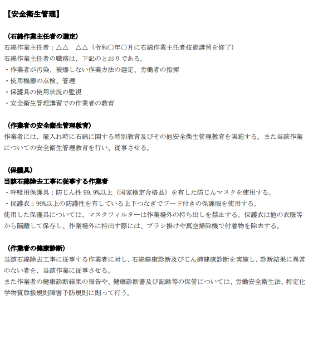 【安全衛生管理】
（石綿作業主任者の選定）
石綿作業主任者：△△　△△（令和〇年〇月に石綿作業主任者技能講習を修了）
石綿作業主任者の職務は、下記のとおりである。
・作業者が汚染、被爆しない作業方法の選定、労働者の指揮
・使用機器の点検、管理
・保護具の使用状況の監視
・安全衛生管理講習での作業者の教育
（作業者の安全衛生管理教育）
作業者には、雇入れ時に石綿に関する特別教育及びその他安全衛生管理教育を実施する。また当該作業
についての安全衛生管理教育を行い、従事させる。
（保護具）
当該石綿除去工事に従事する作業者
・呼吸用保護具：防じん性 99.9%以上（国家検定合格品）を有した防じんマスクを使用する。
・保護衣：99%以上の防護性を有している上下つなぎでフード付きの保護服を使用する。
使用した保護具については、マスクフィルターは作業場外の持ち出しを禁止する。保護衣は他の衣服等
から隔離して保存し、作業場外に持出す際には、ブラシ掛けや真空掃除機で付着物を除去する。
（作業者の健康診断）
当該石綿除去工事に従事する作業者に対し、石綿健康診断及びじん肺健康診断を実施し、診断結果に異常
のない者を、当該作業に従事させる。
また作業者の健康診断結果の報告や、健康診断書及び記録等の保管については、労働安全衛生法、特定化
学物質取扱規則障害予防規則に則って行う。